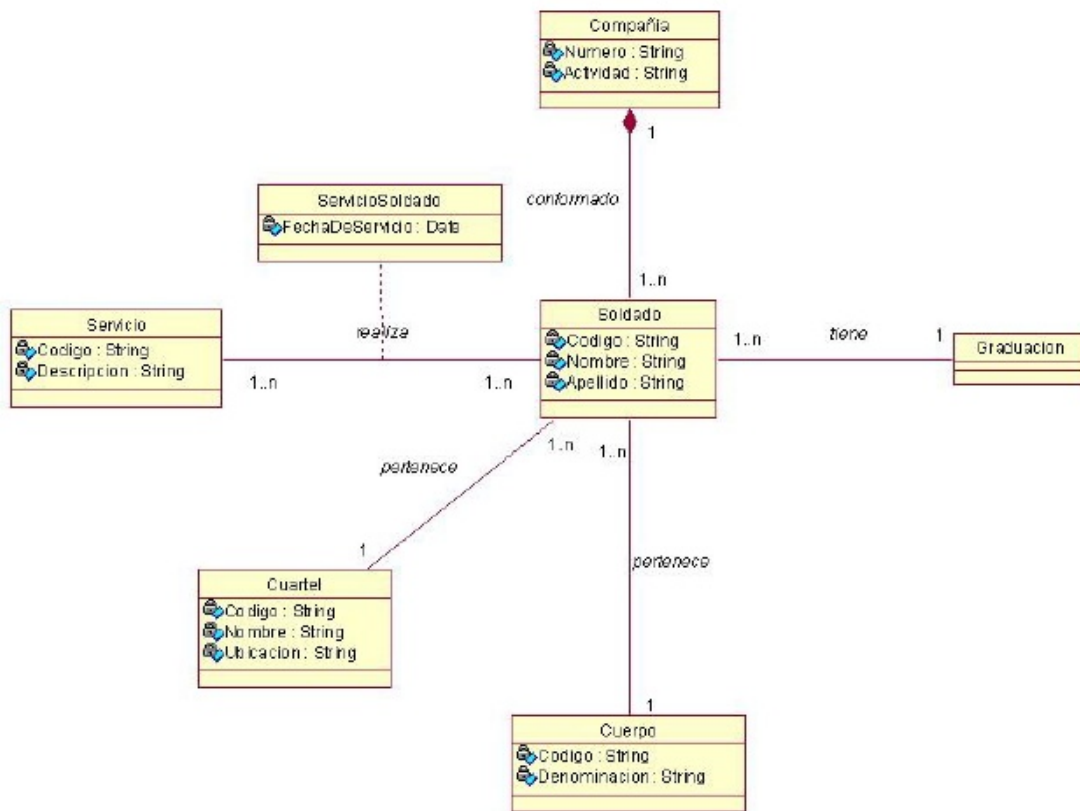 Compañia
Numero : String
Actividad : String
1
conformado
ServicioSoldado
FechaDeServicio : Date
1..n
Servicio
Codigo : String
Descripcion : String
realiza
1..n
1..n
Soldado
Codigo : String
Nombre : String
Apellido : String
1..n
tiene
1
Graduacion
pertenece
1..n
1..n
1
pertenece
Cuartel
Codigo : String
Nombre : String
Ubicacion : String
1
Cuerpo
Codigo : String
Denominacion : String